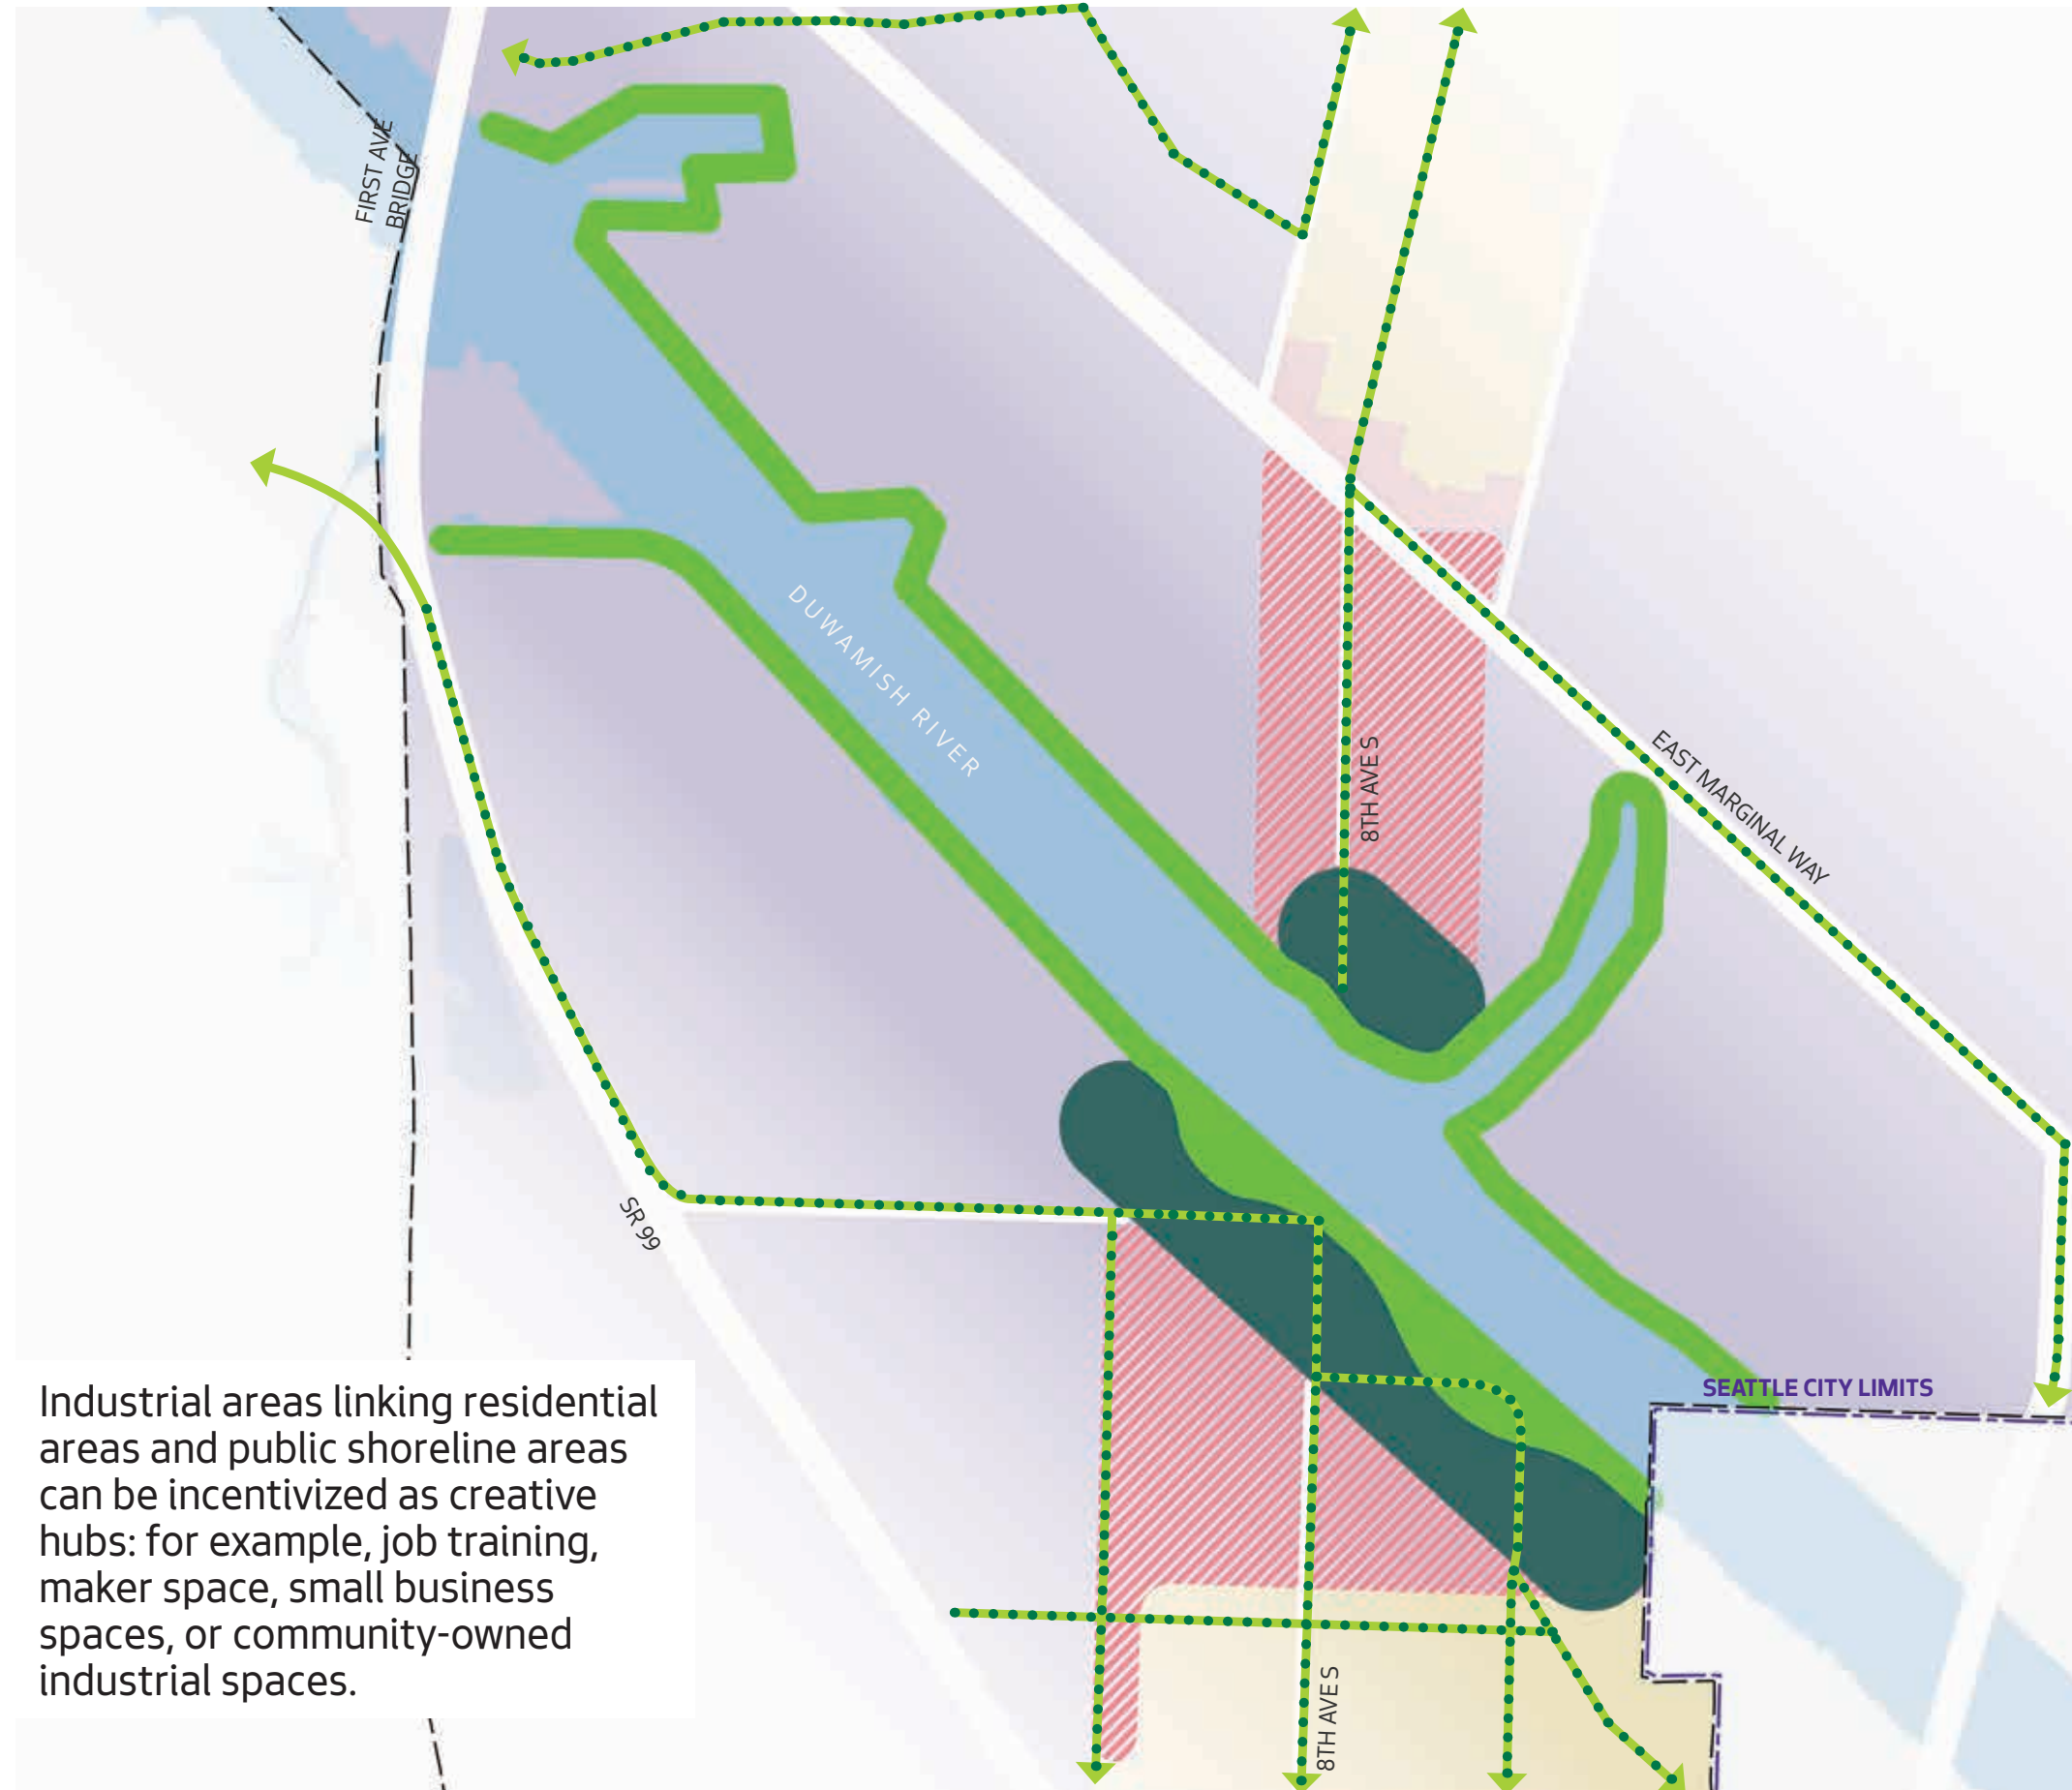 FIRST AVE
BRIDGE
DUWAMISH RIVER
8TH AVE S
EAST MARGINAL WAY
SR 99
SEATTLE CITY LIMITS
Industrial areas linking residential
areas and public shoreline areas
can be incentivized as creative
hubs: for example, job training,
maker space, small business
spaces, or community-owned
industrial spaces.
8TH AVE S